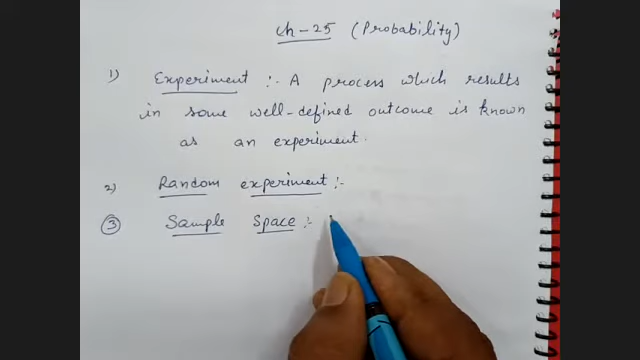 Ch-25 (Probability)
1) Experiment :- A process which results
in some well-defined outcome is known
as an experiment.
2) Random experiment :-
3 Sample Space :-